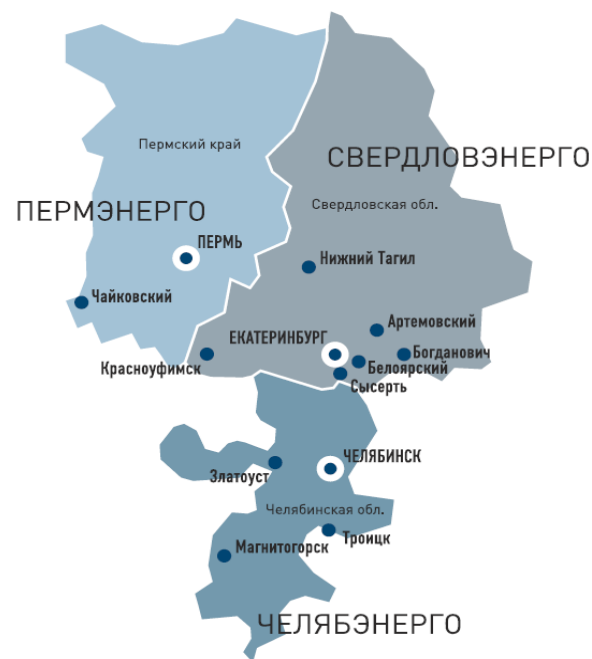 Пермский край
СВЕРДЛОВЭНЕРГО
Свердловская обл.
ПЕРМЭНЕРГО
ПЕРМЬ
Нижний Тагил
Чайковский
Артемовский
ЕКАТЕРИНБУРГ
Богданович
Красноуфимск
Белоярский
Сысерть
ЧЕЛЯБИНСК
Златоуст
Челябинская обл.
Троицк
Магнитогорск
ЧЕЛЯБЭНЕРГО